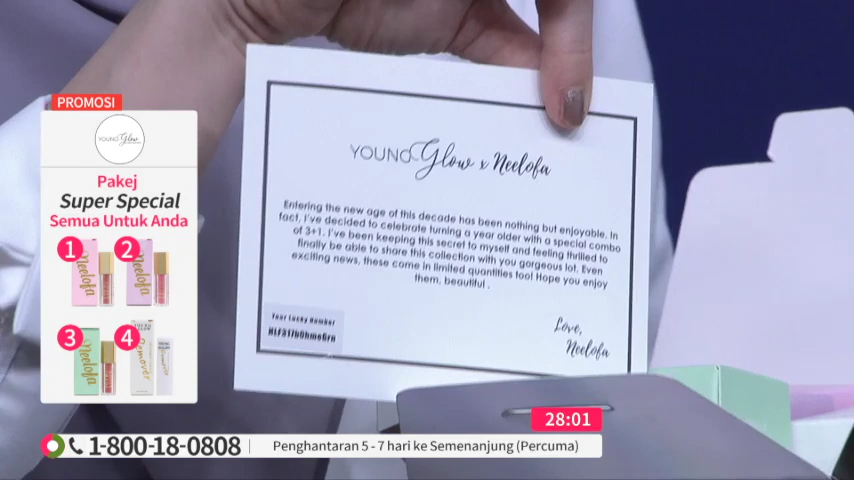 PROMOSI
YOUNG Glow
Pakej
Super Special
Semua Untuk Anda
1
2
Neelofa
Neelofa
3
4
Neelofa
Remover
YOUNG Glow x Neelofa
Entering the new age of this decade has been nothing but enjoyable. In
fact, I've decided to celebrate turning a year older with a special combo
of 3+1. I've been keeping this secret to myself and feeling thrilled to
finally be able to share this collection with you gorgeous lot. Even
exciting news, these come in limited quantities too! Hope you enjoy
them, beautiful .
Your Lucky Number
Love,
Neelofa
28:01
1-800-18-0808
Penghantaran 5 - 7 hari ke Semenanjung (Percuma)